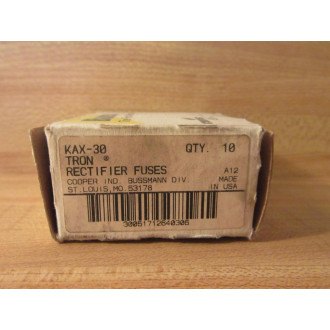 KAX-30 QTY. 10
TRON ®
RECTIFIER FUSES A12
COOPER IND. BUSSMANN DIV. MADE
ST. LOUIS, MO 63178 IN USA
30061712640306